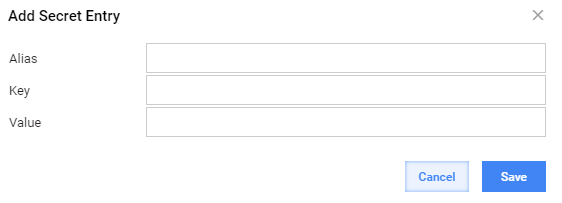 Add Secret Entry
Alias
Key
Value
Cancel Save